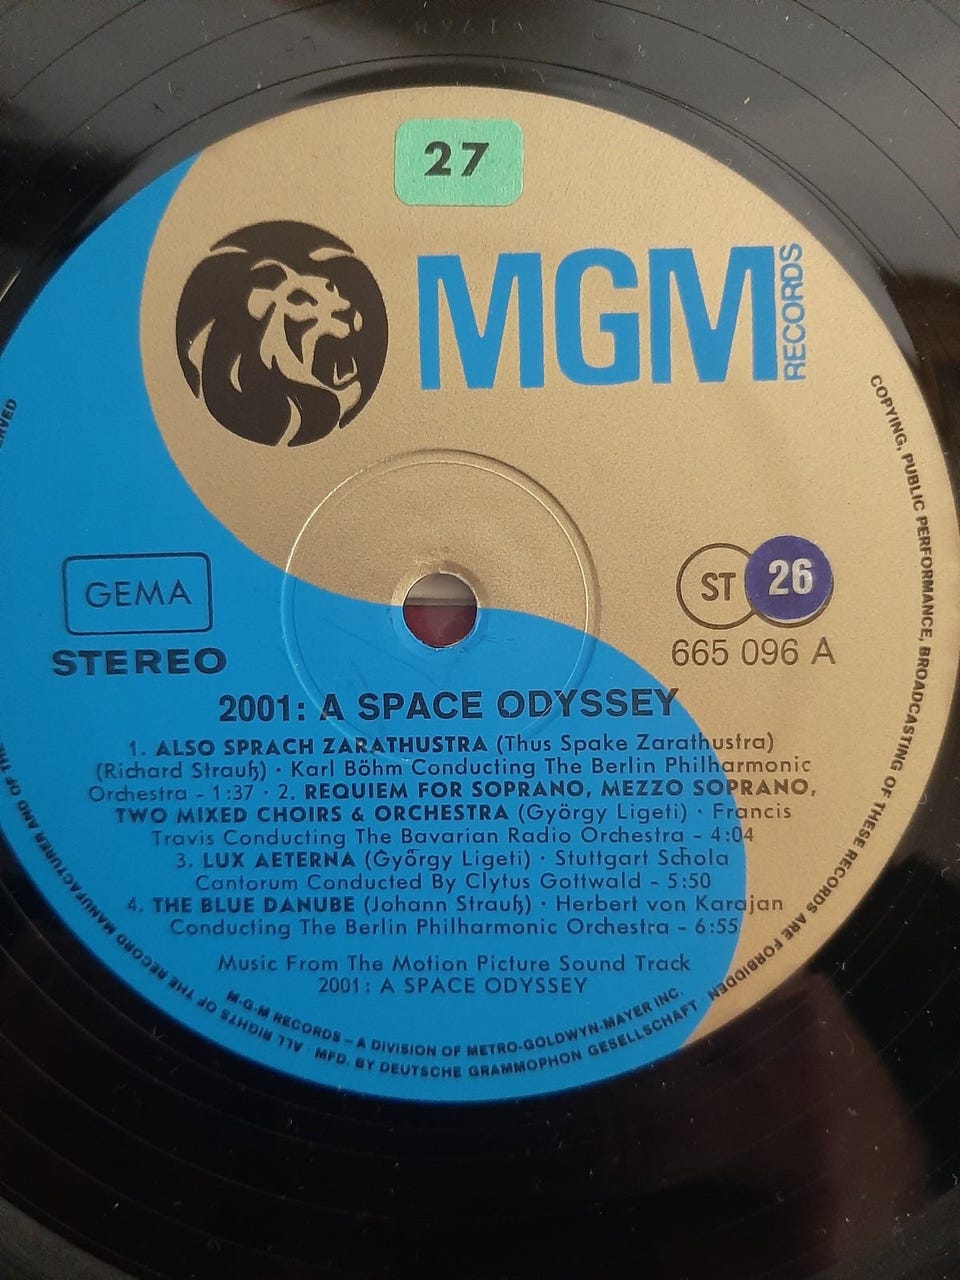 1968
27
MGM
RECORDS
GEMA
STEREO
ST
26
665 096 A
2001: A SPACE ODYSSEY
1. ALSO SPRACH ZARATHUSTRA (Thus Spake Zarathustra)
(Richard Strauß) · Karl Böhm Conducting The Berlin Philharmonic
Orchestra – 1:37 · 2. REQUIEM FOR SOPRANO, MEZZO SOPRANO,
TWO MIXED CHOIRS & ORCHESTRA (György Ligeti) · Francis
Travis Conducting The Bavarian Radio Orchestra – 4:04
3. LUX AETERNA (György Ligeti) · Stuttgart Schola
Cantorum Conducted By Clytus Gottwald – 5:50
4. THE BLUE DANUBE (Johann Strauß) · Herbert von Karajan
Conducting The Berlin Philharmonic Orchestra – 6:55
Music From The Motion Picture Sound Track
2001: A SPACE ODYSSEY
M-G-M RECORDS – A DIVISION OF METRO-GOLDWYN-MAYER INC.
MFD. BY DEUTSCHE GRAMMOPHON GESELLSCHAFT · ALL RIGHTS OF THE RECORD MANUFACTURER AND OF THE
COPYING, PUBLIC PERFORMANCE, BROADCASTING OF THESE RECORDS ARE FORBIDDEN